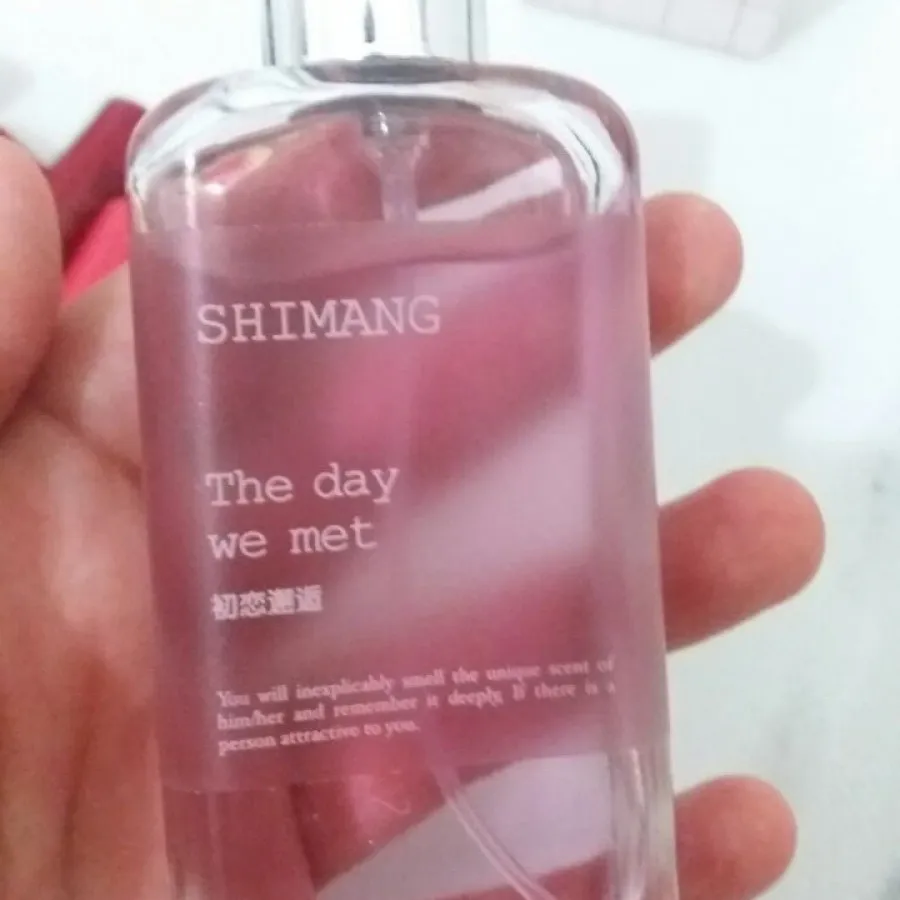 SHIMANG
The day
we met
初恋邂逅
You will inexplicably smell the unique scent of
him/her and remember it deeply. If there is a
person attractive to you.